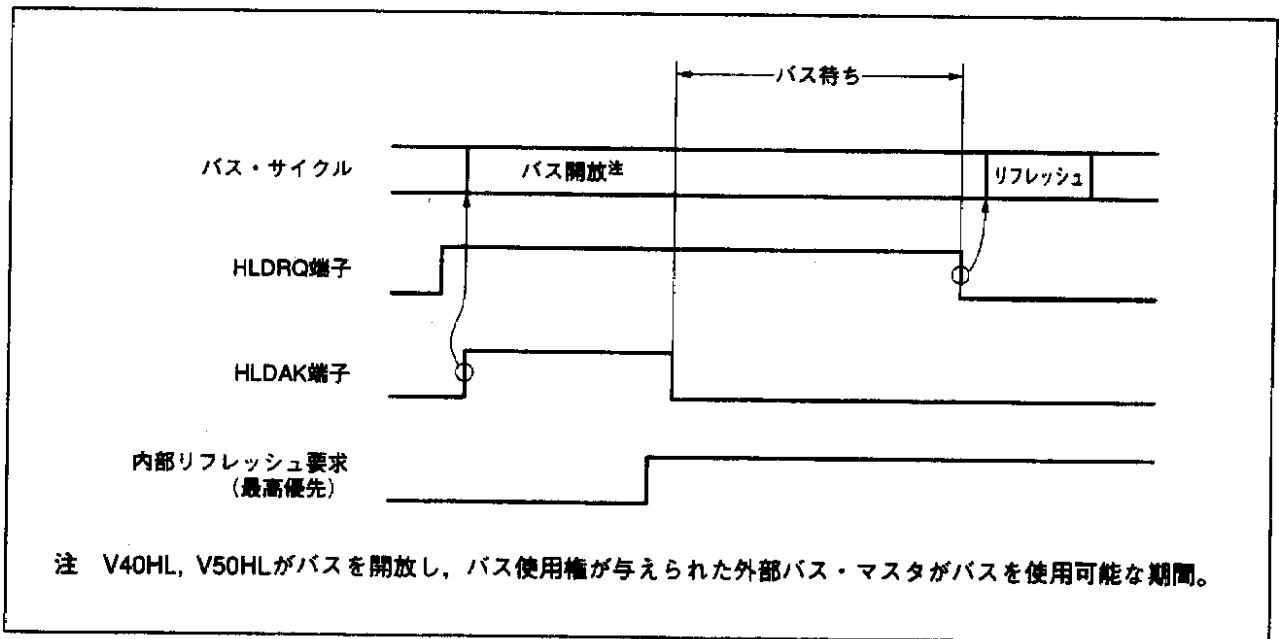 バス待ち
バス・サイクル
バス開放注
リフレッシュ
HLDRQ端子
HLDAK端子
内部リフレッシュ要求
(最高優先)
注 V40HL, V50HLがバスを開放し,バス使用権が与えられた外部バス・マスタがバスを使用可能な期間。